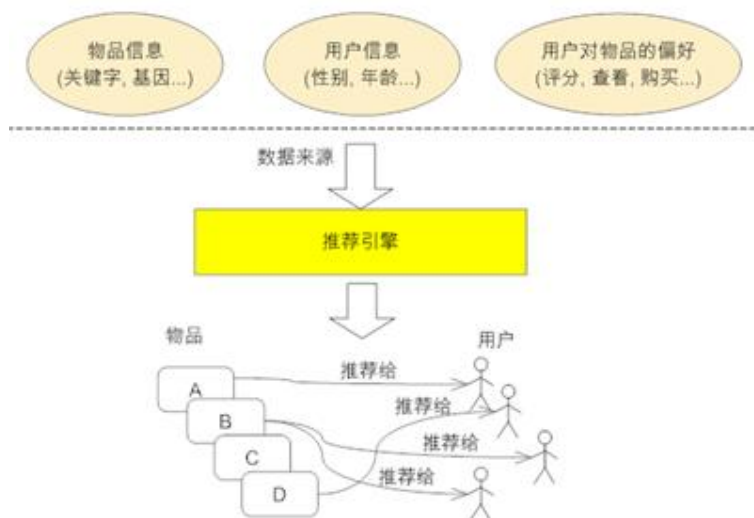 物品信息
(关键字, 基因...)
用户信息
(性别, 年龄...)
用户对物品的偏好
(评分, 查看, 购买...)
数据来源
推荐引擎
物品
用户
推荐给
A
推荐给
B
推荐给
C
推荐给
D